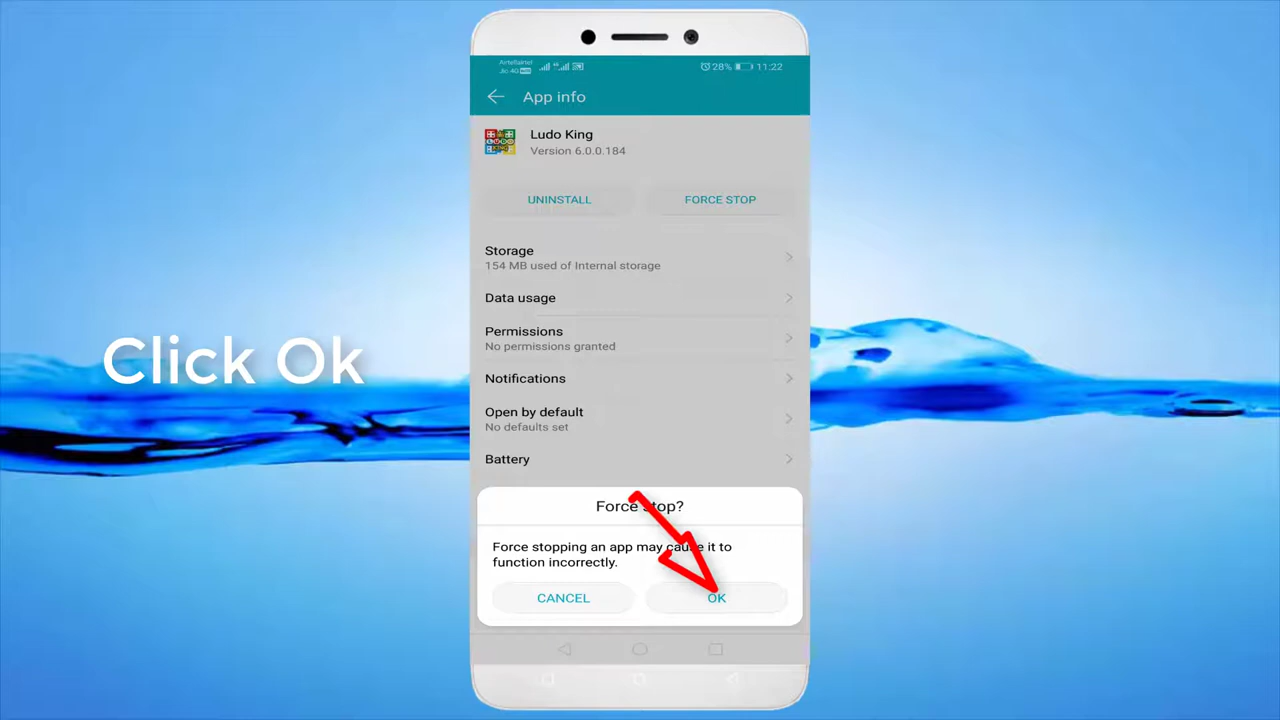 Airtel|airtel
Jio 4G
28% 11:22
App info
Ludo King
Version 6.0.0.184
UNINSTALL FORCE STOP
Storage
154 MB used of Internal storage
Data usage
Permissions
No permissions granted
Click Ok
Notifications
Open by default
No defaults set
Battery
Force stop?
Force stopping an app may cause it to
function incorrectly.
CANCEL OK